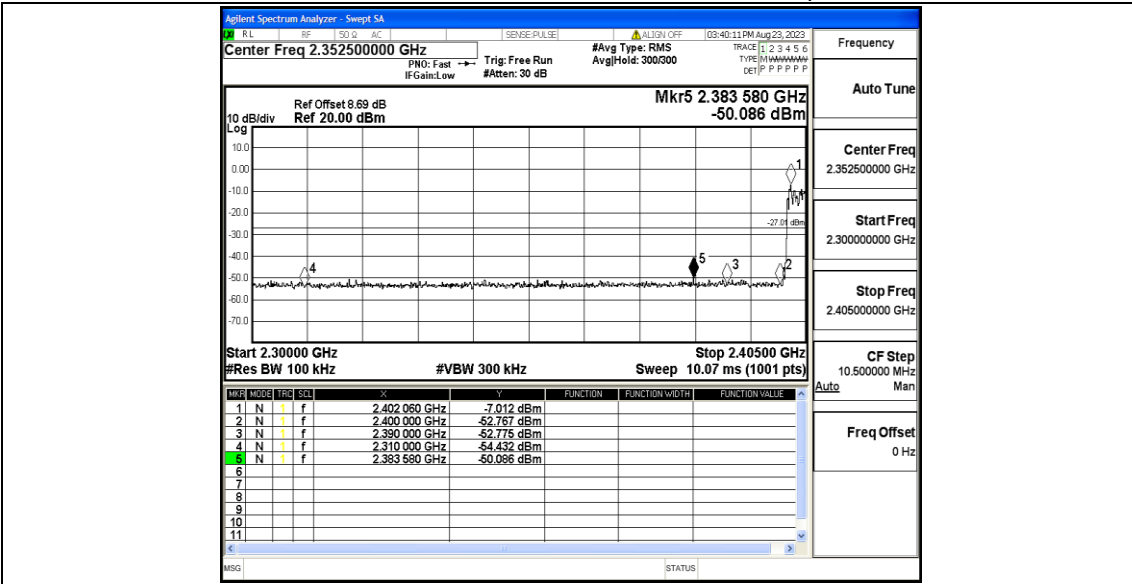 Agilent Spectrum Analyzer - Swept SA
RL RF 50 Ω AC SENSE:PULSE ALIGN OFF 03:40:11 PM Aug 23, 2023
Center Freq 2.352500000 GHz
PNO: Fast
IFGain:Low
Trig: Free Run
#Atten: 30 dB
#Avg Type: RMS
Avg|Hold: 300/300
TRACE 1 2 3 4 5 6
TYPE M
DET P P P P P P
Mkr5 2.383 580 GHz
-50.086 dBm
Ref Offset 8.69 dB
Ref 20.00 dBm
10 dB/div
Log
10.0
0.00
-10.0
-20.0
-30.0
-40.0
-50.0
-60.0
-70.0
1
-27.01 dBm
4
5
3
2
Start 2.30000 GHz
Stop 2.40500 GHz
#Res BW 100 kHz
#VBW 300 kHz
Sweep 10.07 ms (1001 pts)
MKR MODE TRC SCL X Y FUNCTION FUNCTION WIDTH FUNCTION VALUE
1 N 1 f 2.402 060 GHz -7.012 dBm
2 N 1 f 2.400 000 GHz -52.767 dBm
3 N 1 f 2.390 000 GHz -52.775 dBm
4 N 1 f 2.310 000 GHz -54.432 dBm
5 N 1 f 2.383 580 GHz -50.086 dBm
6
7
8
9
10
11
MSG
STATUS
Frequency
Auto Tune
Center Freq
2.352500000 GHz
Start Freq
2.300000000 GHz
Stop Freq
2.405000000 GHz
CF Step
10.500000 MHz
Auto Man
Freq Offset
0 Hz